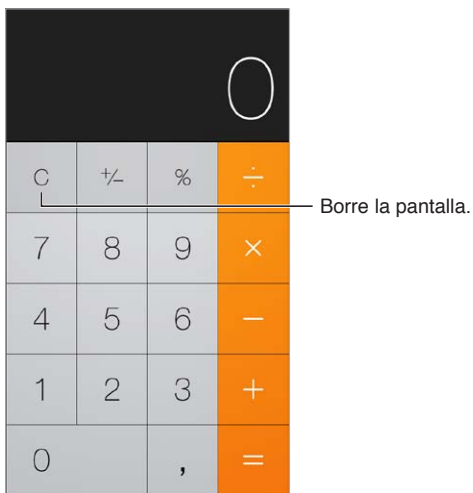 0
C +/− % ÷
Borre la pantalla.
7 8 9 ×
4 5 6 −
1 2 3 +
0 , =